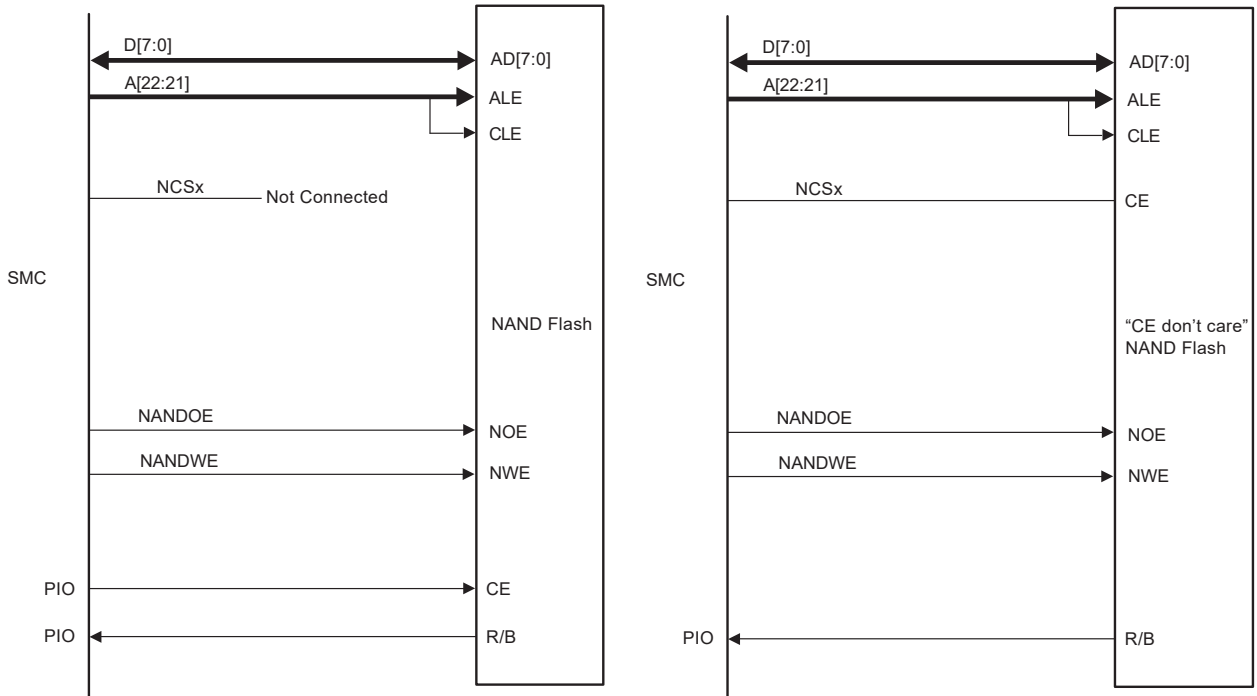 D[7:0]
AD[7:0]
A[22:21]
ALE
CLE
NCSx
Not Connected
SMC
NAND Flash
NANDOE
NOE
NANDWE
NWE
PIO
CE
PIO
R/B
D[7:0]
AD[7:0]
A[22:21]
ALE
CLE
NCSx
CE
SMC
“CE don’t care”
NAND Flash
NANDOE
NOE
NANDWE
NWE
PIO
R/B